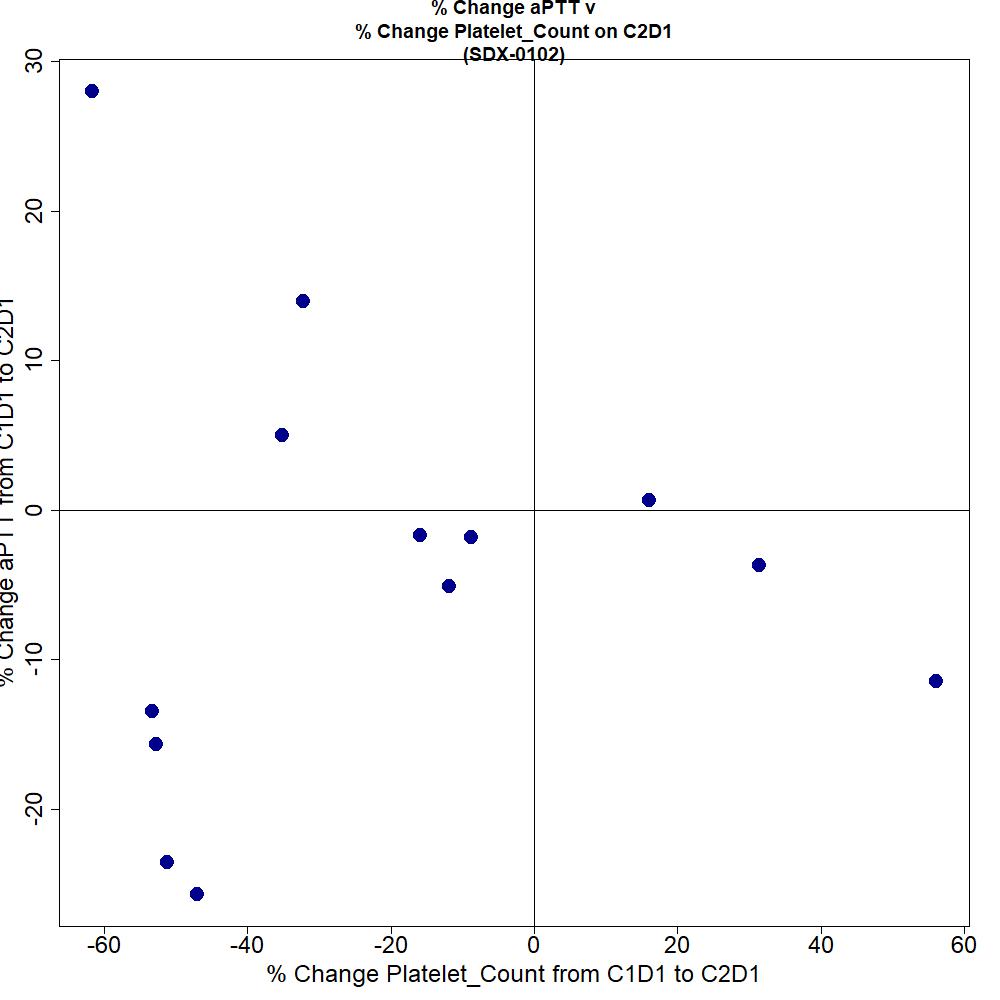 % Change aPTT v
% Change Platelet_Count on C2D1
(SDX-0102)
% Change aPTT from C1D1 to C2D1
30
20
10
0
-10
-20
-60
-40
-20
0
20
40
60
% Change Platelet_Count from C1D1 to C2D1